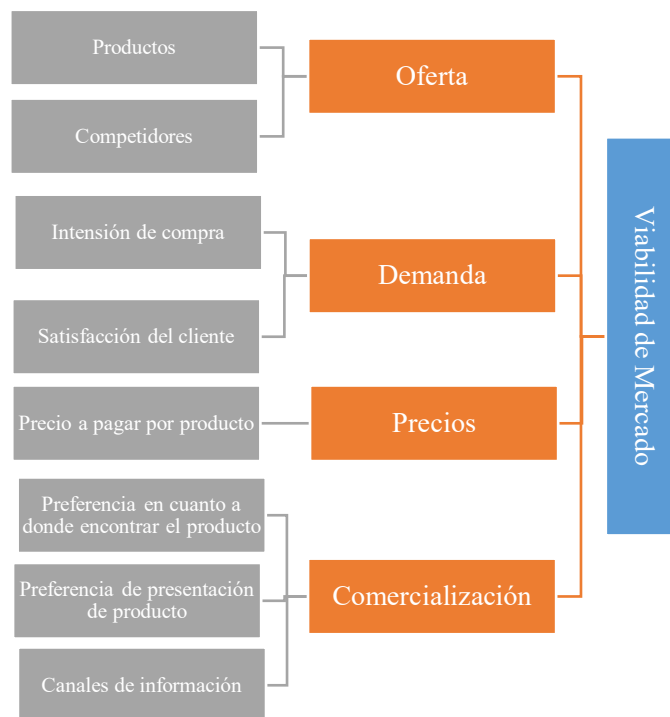 Productos
Oferta
Competidores
Intensión de compra
Demanda
Satisfacción del cliente
Precio a pagar por producto
Precios
Preferencia en cuanto a
donde encontrar el producto
Preferencia de presentación
de producto
Comercialización
Canales de información
Viabilidad de Mercado